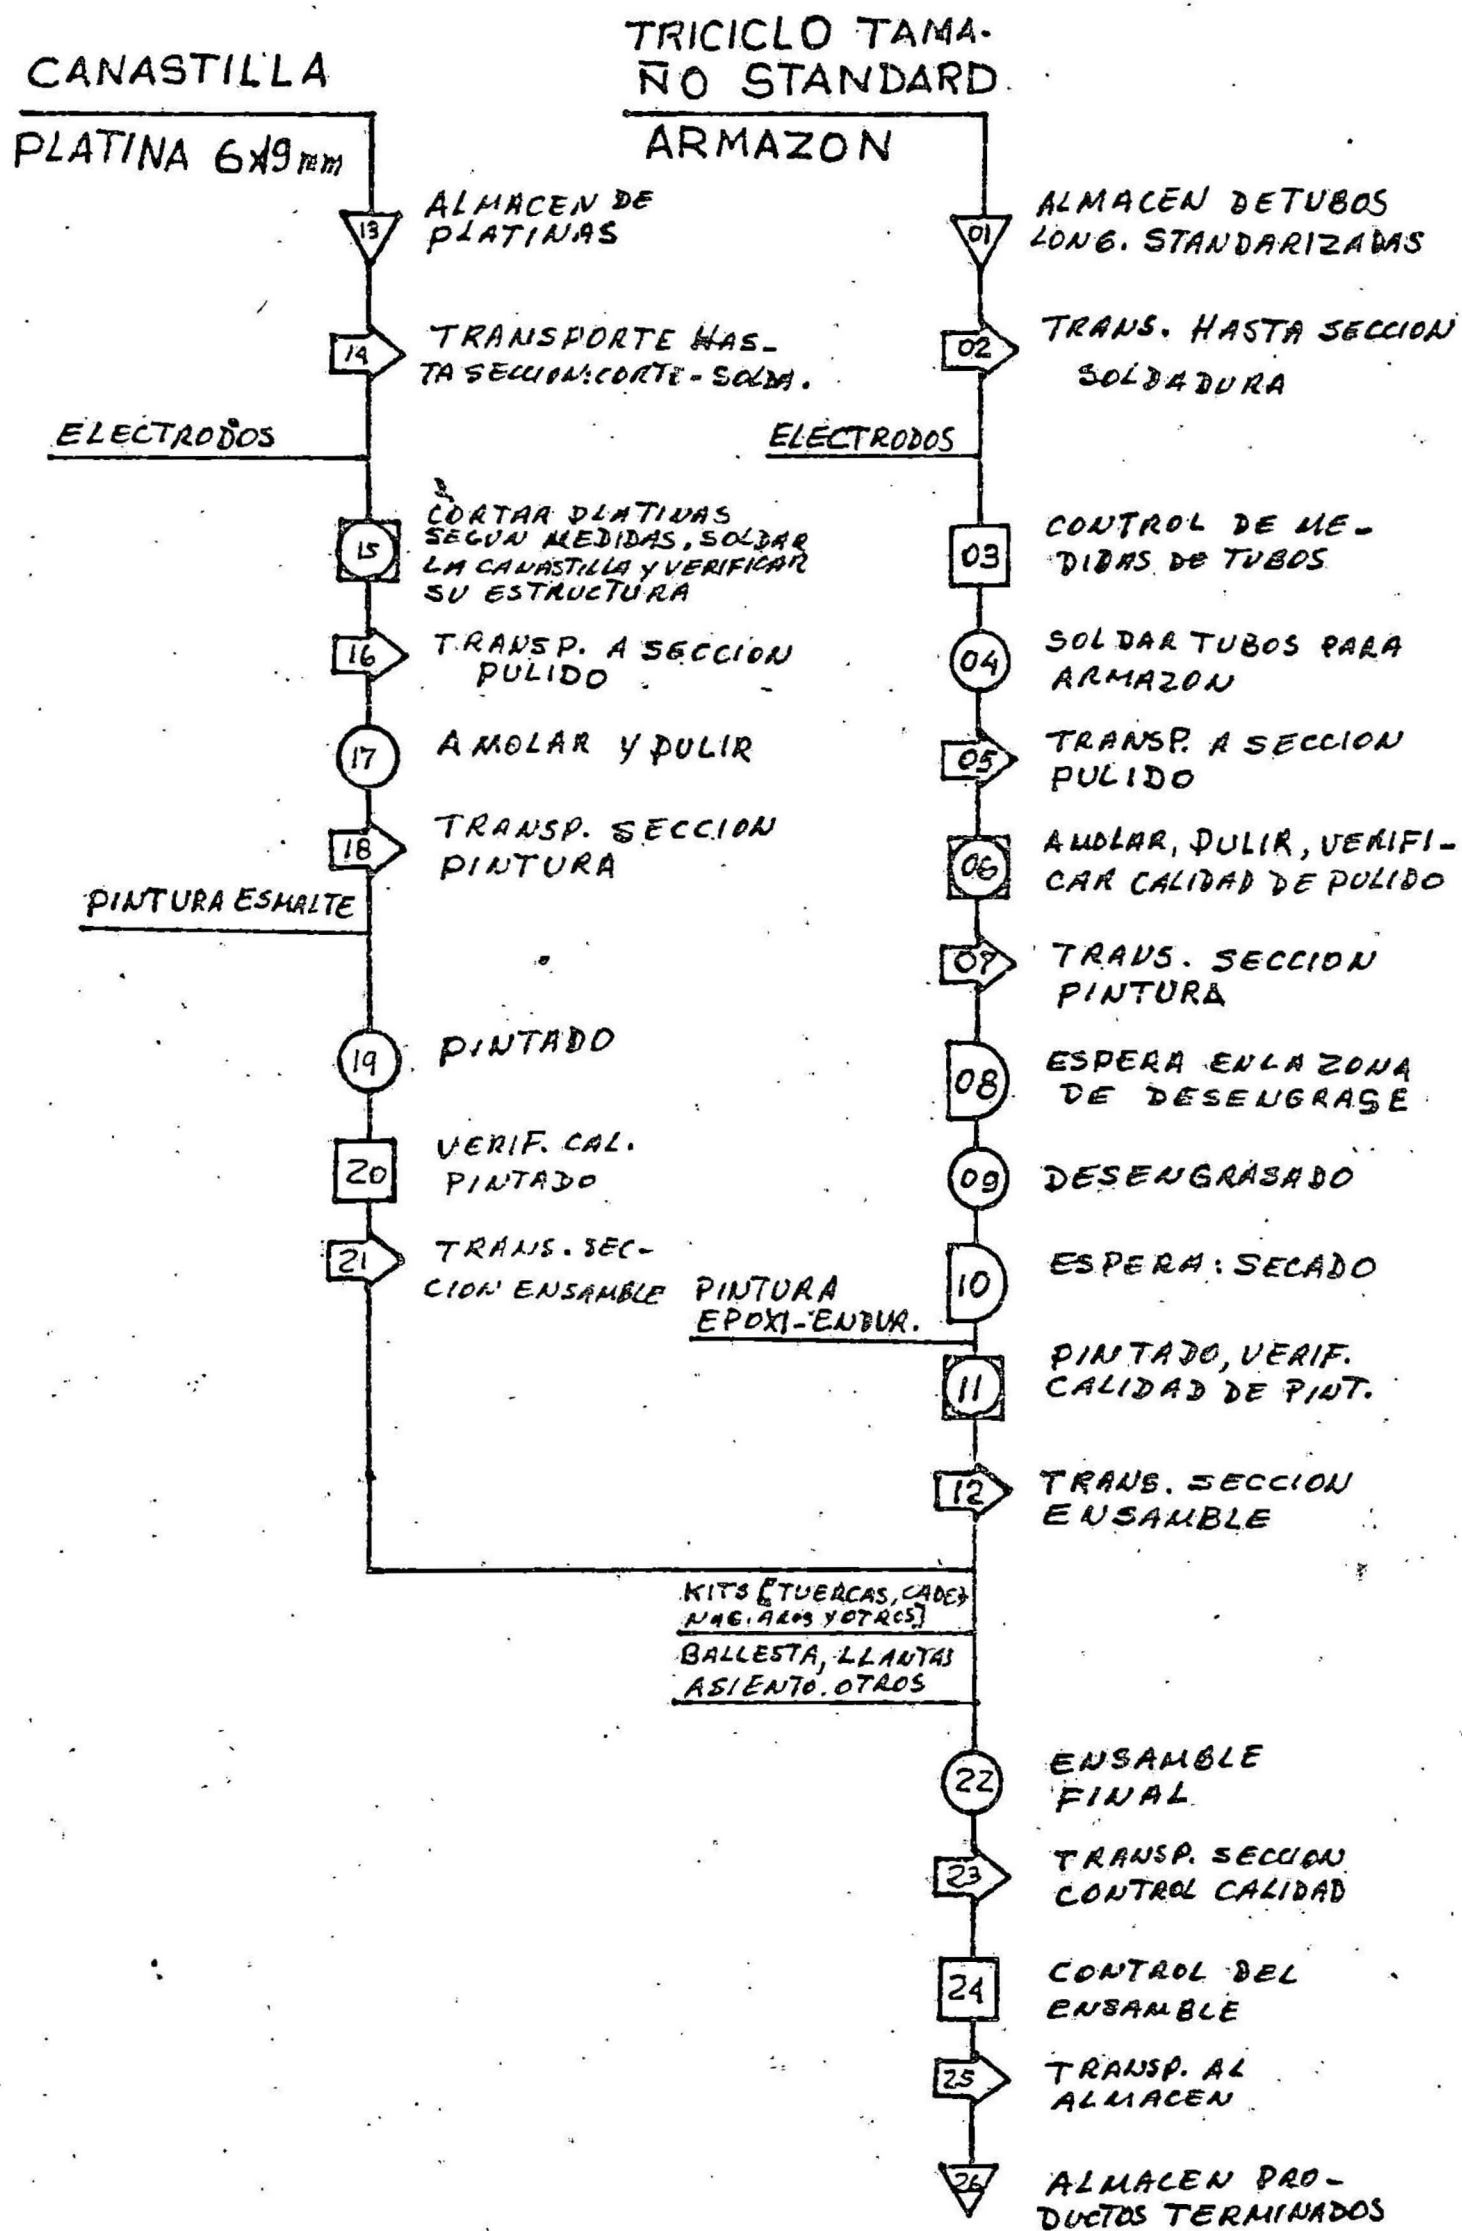 CANASTILLA
PLATINA 6x19mm
13
ALMACEN DE
PLATINAS
14
TRANSPORTE HAS-
TA SECCION:CORTE-SOLDA.
ELECTRODOS
15
CORTAR PLATINAS
SEGUN MEDIDAS, SOLDAR
LA CANASTILLA Y VERIFICAR
SU ESTRUCTURA
16
TRANSP. A SECCION
PULIDO
17
AMOLAR Y PULIR
18
TRANSP. SECCION
PINTURA
PINTURA ESMALTE
19
PINTADO
20
VERIF. CAL.
PINTADO
21
TRANS. SEC-
CION ENSAMBLE
TRICICLO TAMA-
ÑO STANDARD
ARMAZON
01
ALMACEN DE TUBOS
LONG. STANDARIZADAS
02
TRANS. HASTA SECCION
SOLDADURA
ELECTRODOS
03
CONTROL DE ME-
DIDAS DE TUBOS
04
SOLDAR TUBOS PARA
ARMAZON
05
TRANSP. A SECCION
PULIDO
06
AMOLAR, PULIR, VERIFI-
CAR CALIDAD DE PULIDO
07
TRANS. SECCION
PINTURA
08
ESPERA EN LA ZONA
DE DESENGRASE
09
DESENGRASADO
10
ESPERA: SECADO
PINTURA
EPOXI-ENDUR.
11
PINTADO, VERIF.
CALIDAD DE PINT.
12
TRANS. SECCION
ENSAMBLE
KITS [TUERCAS, CADE-
NAS. AROS Y OTROS]
BALLESTA, LLANTAS
ASIENTO. OTROS
22
ENSAMBLE
FINAL
23
TRANSP. SECCION
CONTROL CALIDAD
24
CONTROL DEL
ENSAMBLE
25
TRANSP. AL
ALMACEN
26
ALMACEN PRO-
DUCTOS TERMINADOS